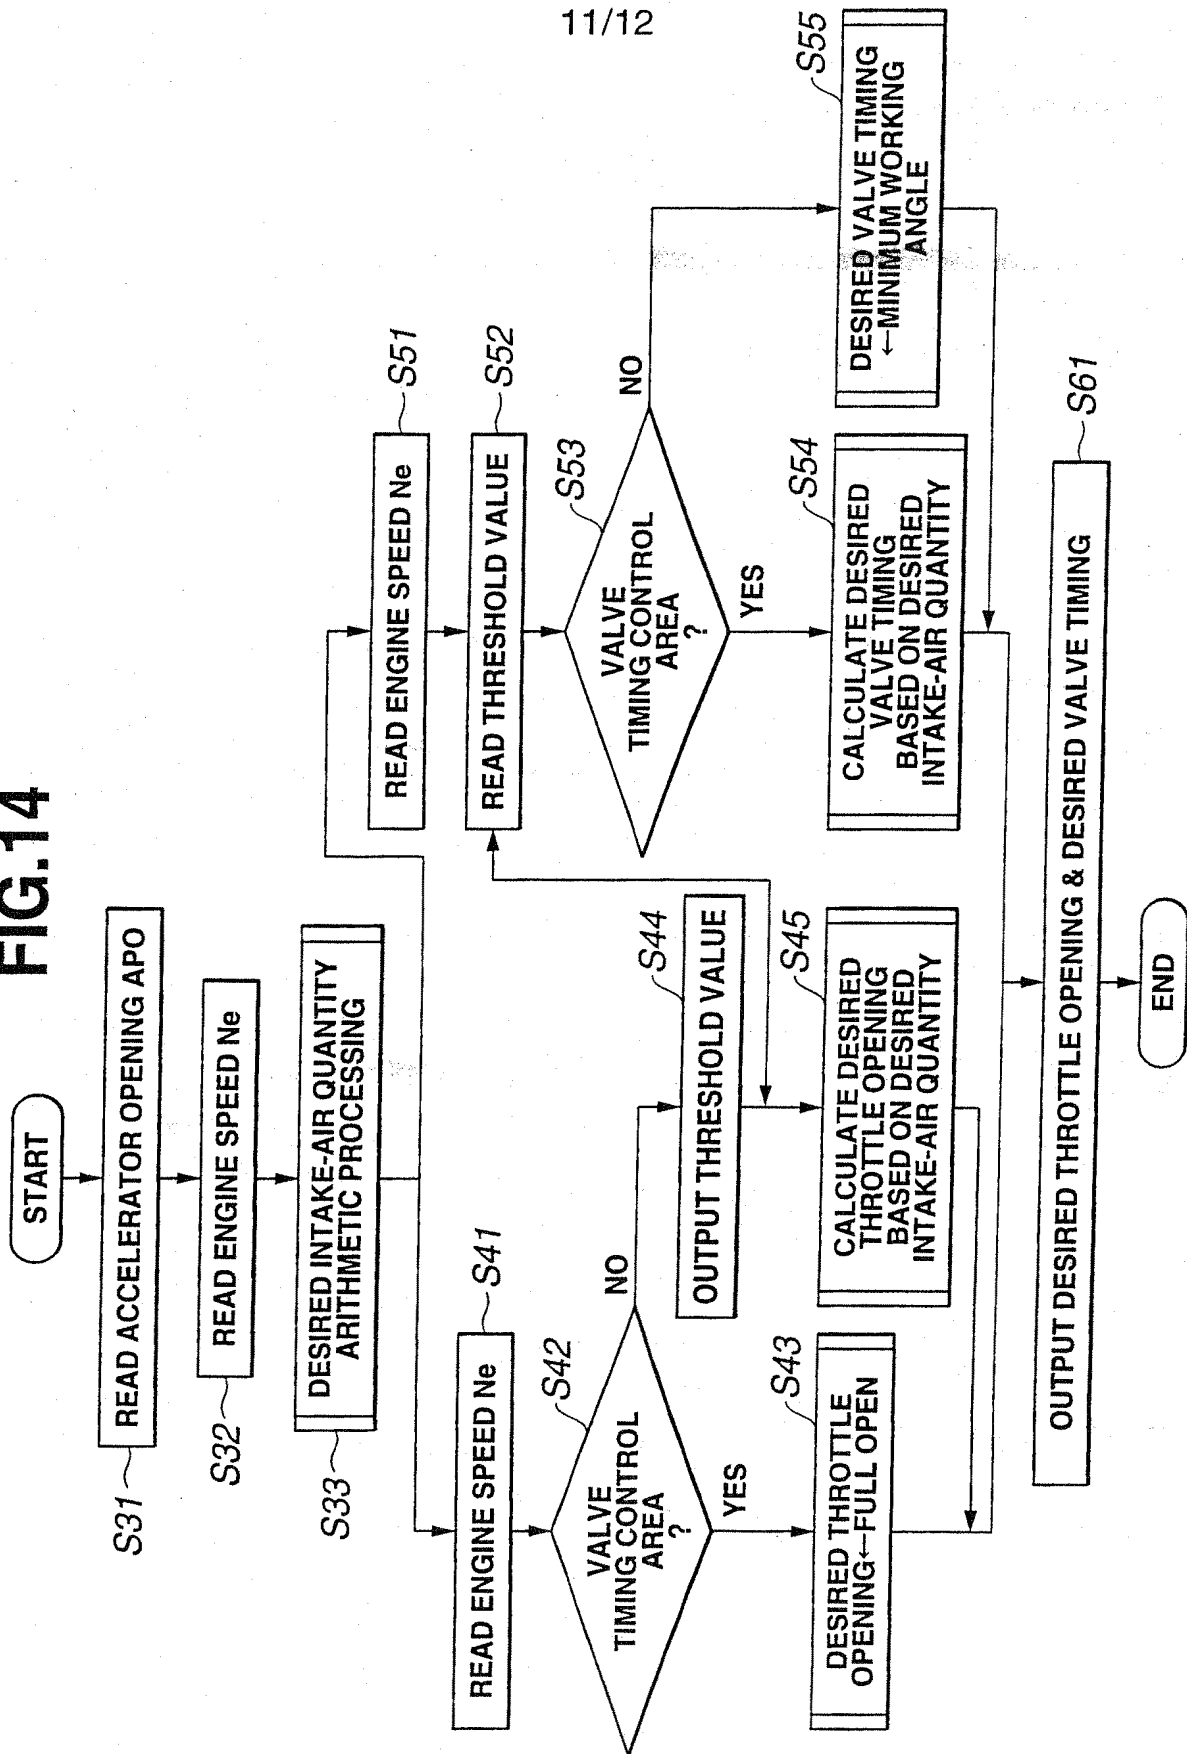 11/12
FIG.14
START
READ ACCELERATOR OPENING APO
S31
READ ENGINE SPEED Ne
S32
DESIRED INTAKE-AIR QUANTITY
ARITHMETIC PROCESSING
S33
READ ENGINE SPEED Ne
S41
VALVE
TIMING CONTROL
AREA
?
S42
YES
NO
DESIRED THROTTLE
OPENING←FULL OPEN
S43
OUTPUT THRESHOLD VALUE
S44
CALCULATE DESIRED
THROTTLE OPENING
BASED ON DESIRED
INTAKE-AIR QUANTITY
S45
READ ENGINE SPEED Ne
S51
READ THRESHOLD VALUE
S52
VALVE
TIMING CONTROL
AREA
?
S53
YES
NO
CALCULATE DESIRED
VALVE TIMING
BASED ON DESIRED
INTAKE-AIR QUANTITY
S54
DESIRED VALVE TIMING
←MINIMUM WORKING
ANGLE
S55
OUTPUT DESIRED THROTTLE OPENING & DESIRED VALVE TIMING
S61
END